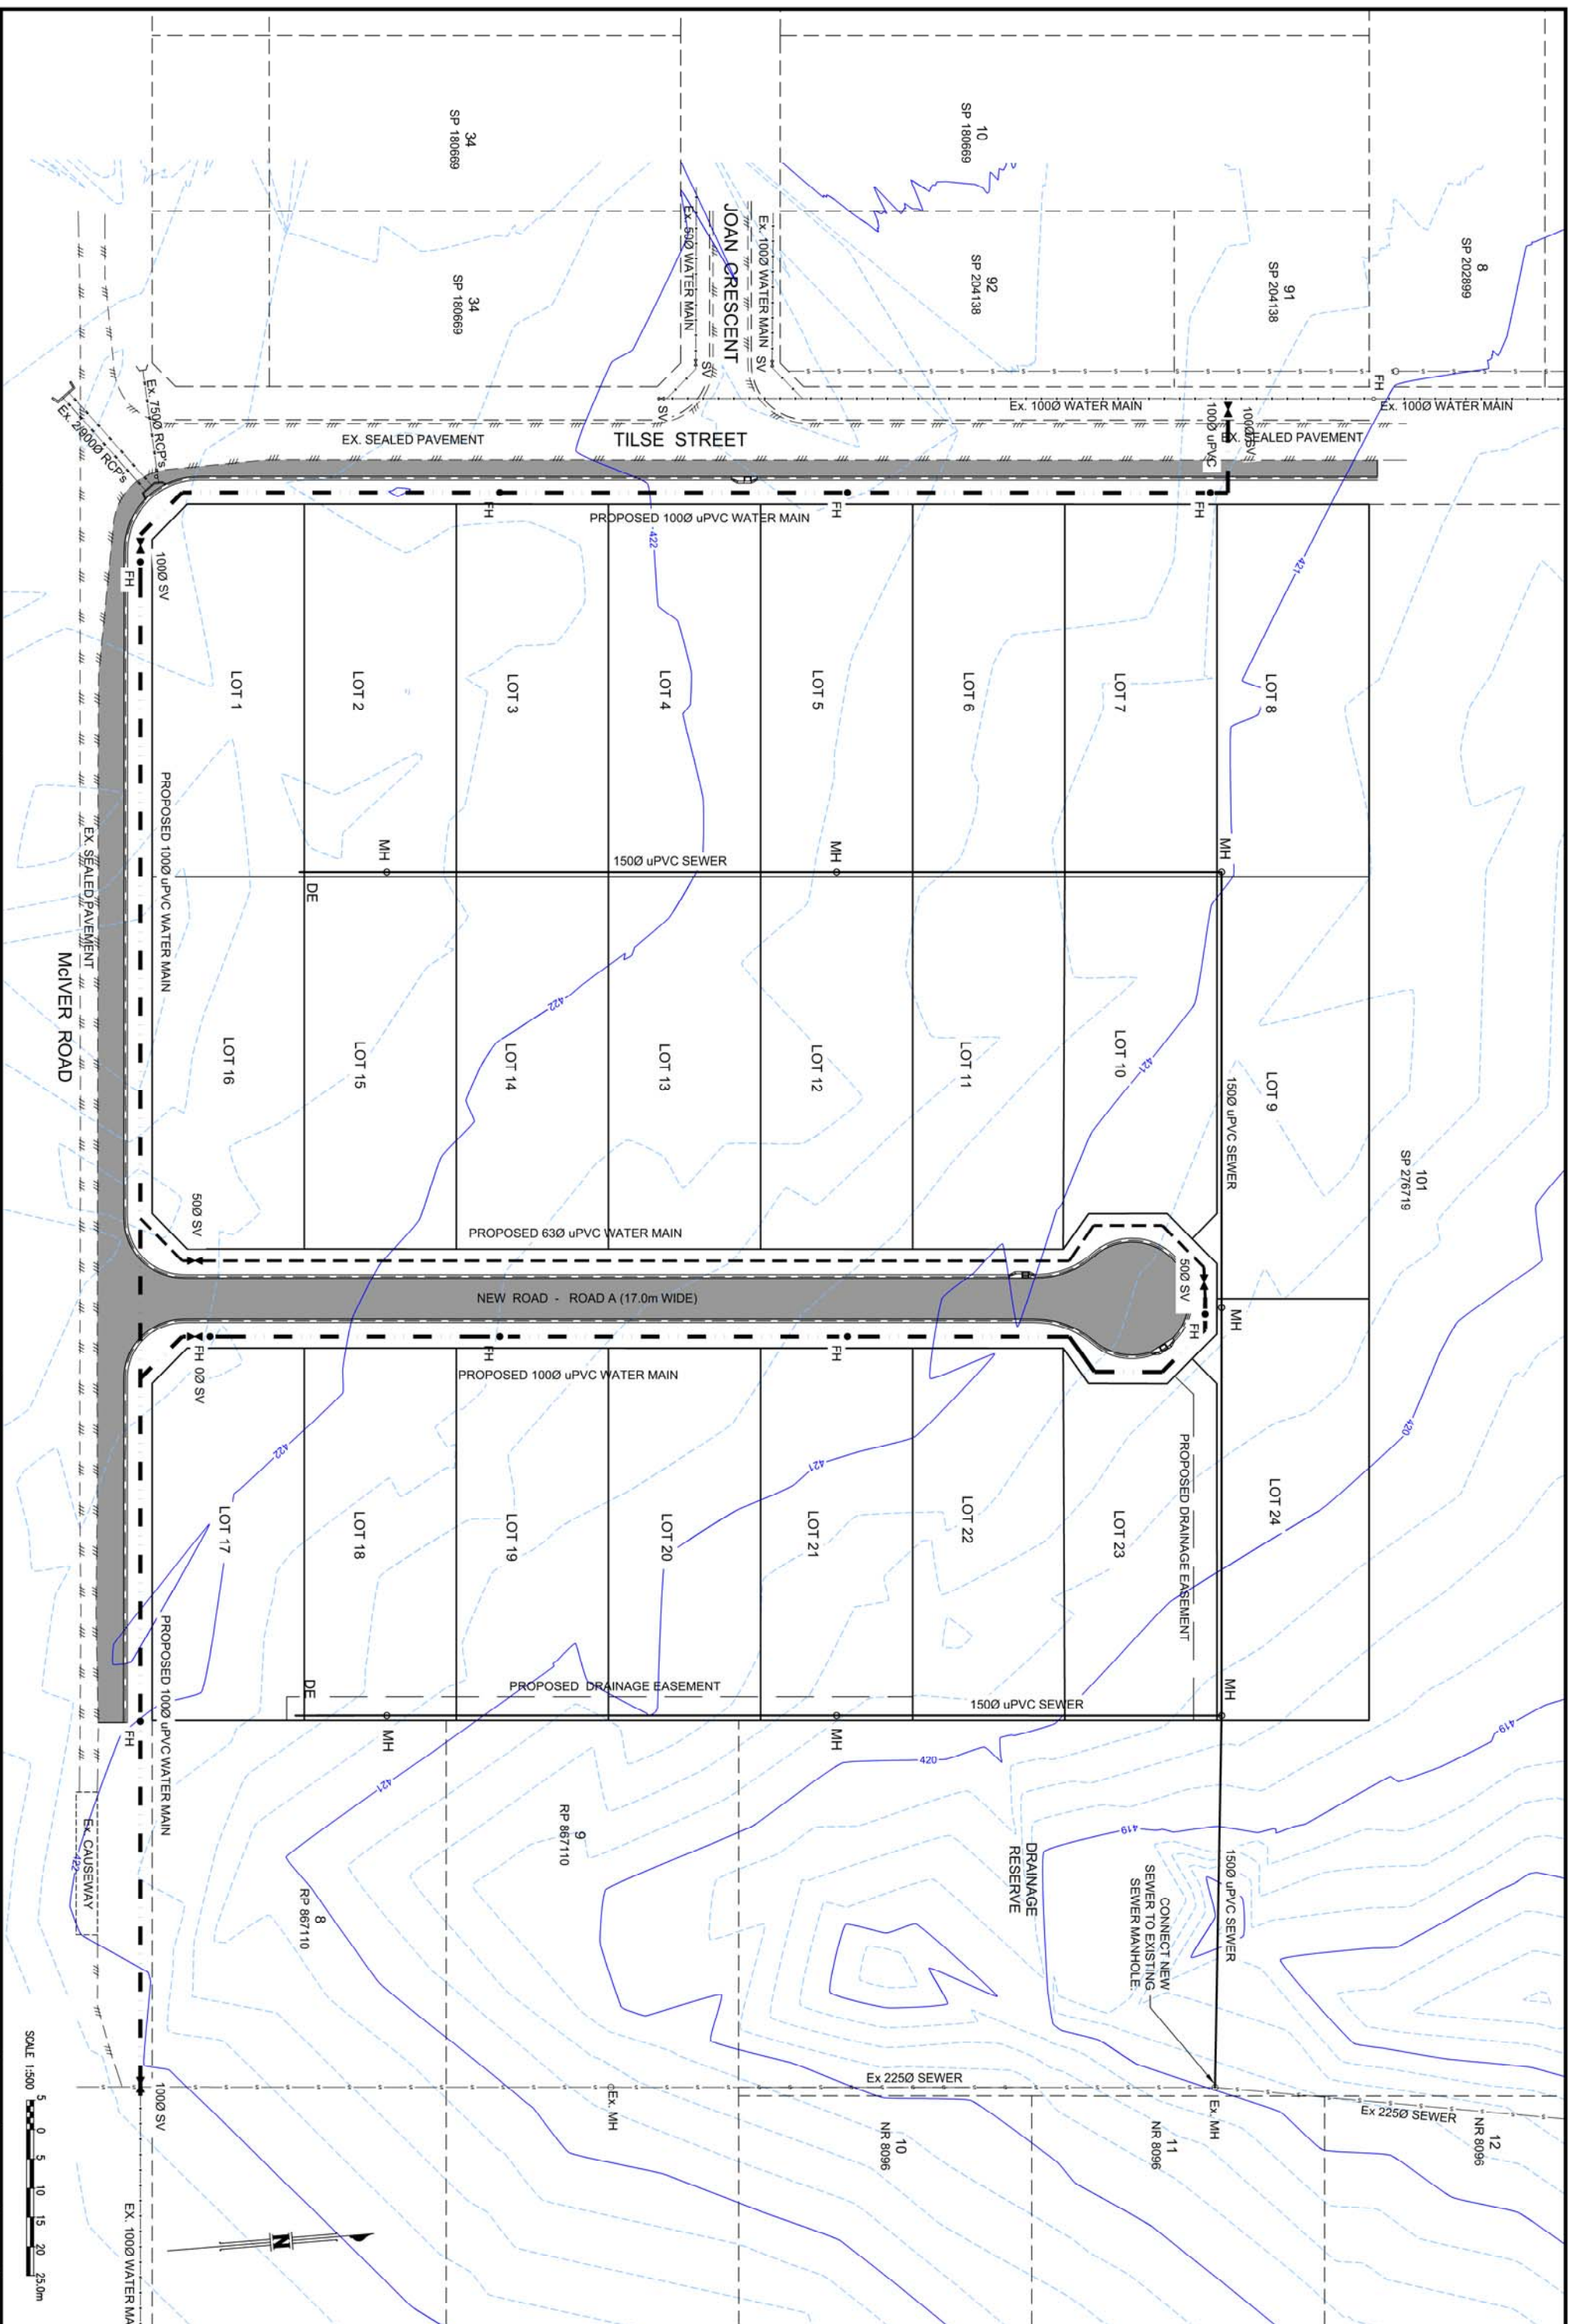 34
SP 180669
10
SP 180669
34
SP 180669
92
SP 204138
91
SP 204138
8
SP 202899
JOAN CRESCENT
Ex. 50Ø WATER MAIN
Ex. 100Ø WATER MAIN
SV
SV
SV
FH
Ex. 100Ø WATER MAIN
Ex. 100Ø WATER MAIN
EX. SEALED PAVEMENT
TILSE STREET
EX. SEALED PAVEMENT
100Ø SV
100Ø uPVC
Ex. 750Ø RCP's
Ex. 2/900Ø RCP's
FH
FH
FH
PROPOSED 100Ø uPVC WATER MAIN
100Ø SV
FH
422
421
LOT 1
LOT 2
LOT 3
LOT 4
LOT 5
LOT 6
LOT 7
LOT 8
PROPOSED 100Ø uPVC WATER MAIN
EX. SEALED PAVEMENT
McIVER ROAD
MH
MH
MH
150Ø uPVC SEWER
DE
422
421
LOT 16
LOT 15
LOT 14
LOT 13
LOT 12
LOT 11
LOT 10
LOT 9
150Ø uPVC SEWER
101
SP 276719
50Ø SV
PROPOSED 63Ø uPVC WATER MAIN
NEW ROAD - ROAD A (17.0m WIDE)
50Ø SV
FH
MH
FH 0Ø SV
FH
FH
PROPOSED 100Ø uPVC WATER MAIN
422
421
420
LOT 17
LOT 18
LOT 19
LOT 20
LOT 21
LOT 22
LOT 23
LOT 24
PROPOSED DRAINAGE EASEMENT
PROPOSED 100Ø uPVC WATER MAIN
DE
PROPOSED DRAINAGE EASEMENT
150Ø uPVC SEWER
MH
FH
MH
MH
419
420
421
419
422
Ex. CAUSEWAY
9
RP 867110
8
RP 867110
DRAINAGE
RESERVE
150Ø uPVC SEWER
CONNECT NEW
SEWER TO EXISTING
SEWER MANHOLE.
Ex 225Ø SEWER
Ex. MH
Ex. MH
Ex 225Ø SEWER
100Ø SV
10
NR 8096
11
NR 8096
12
NR 8096
EX. 100Ø WATER MA
N
SCALE 1:500
5 0 5 10 15 20 25.0m